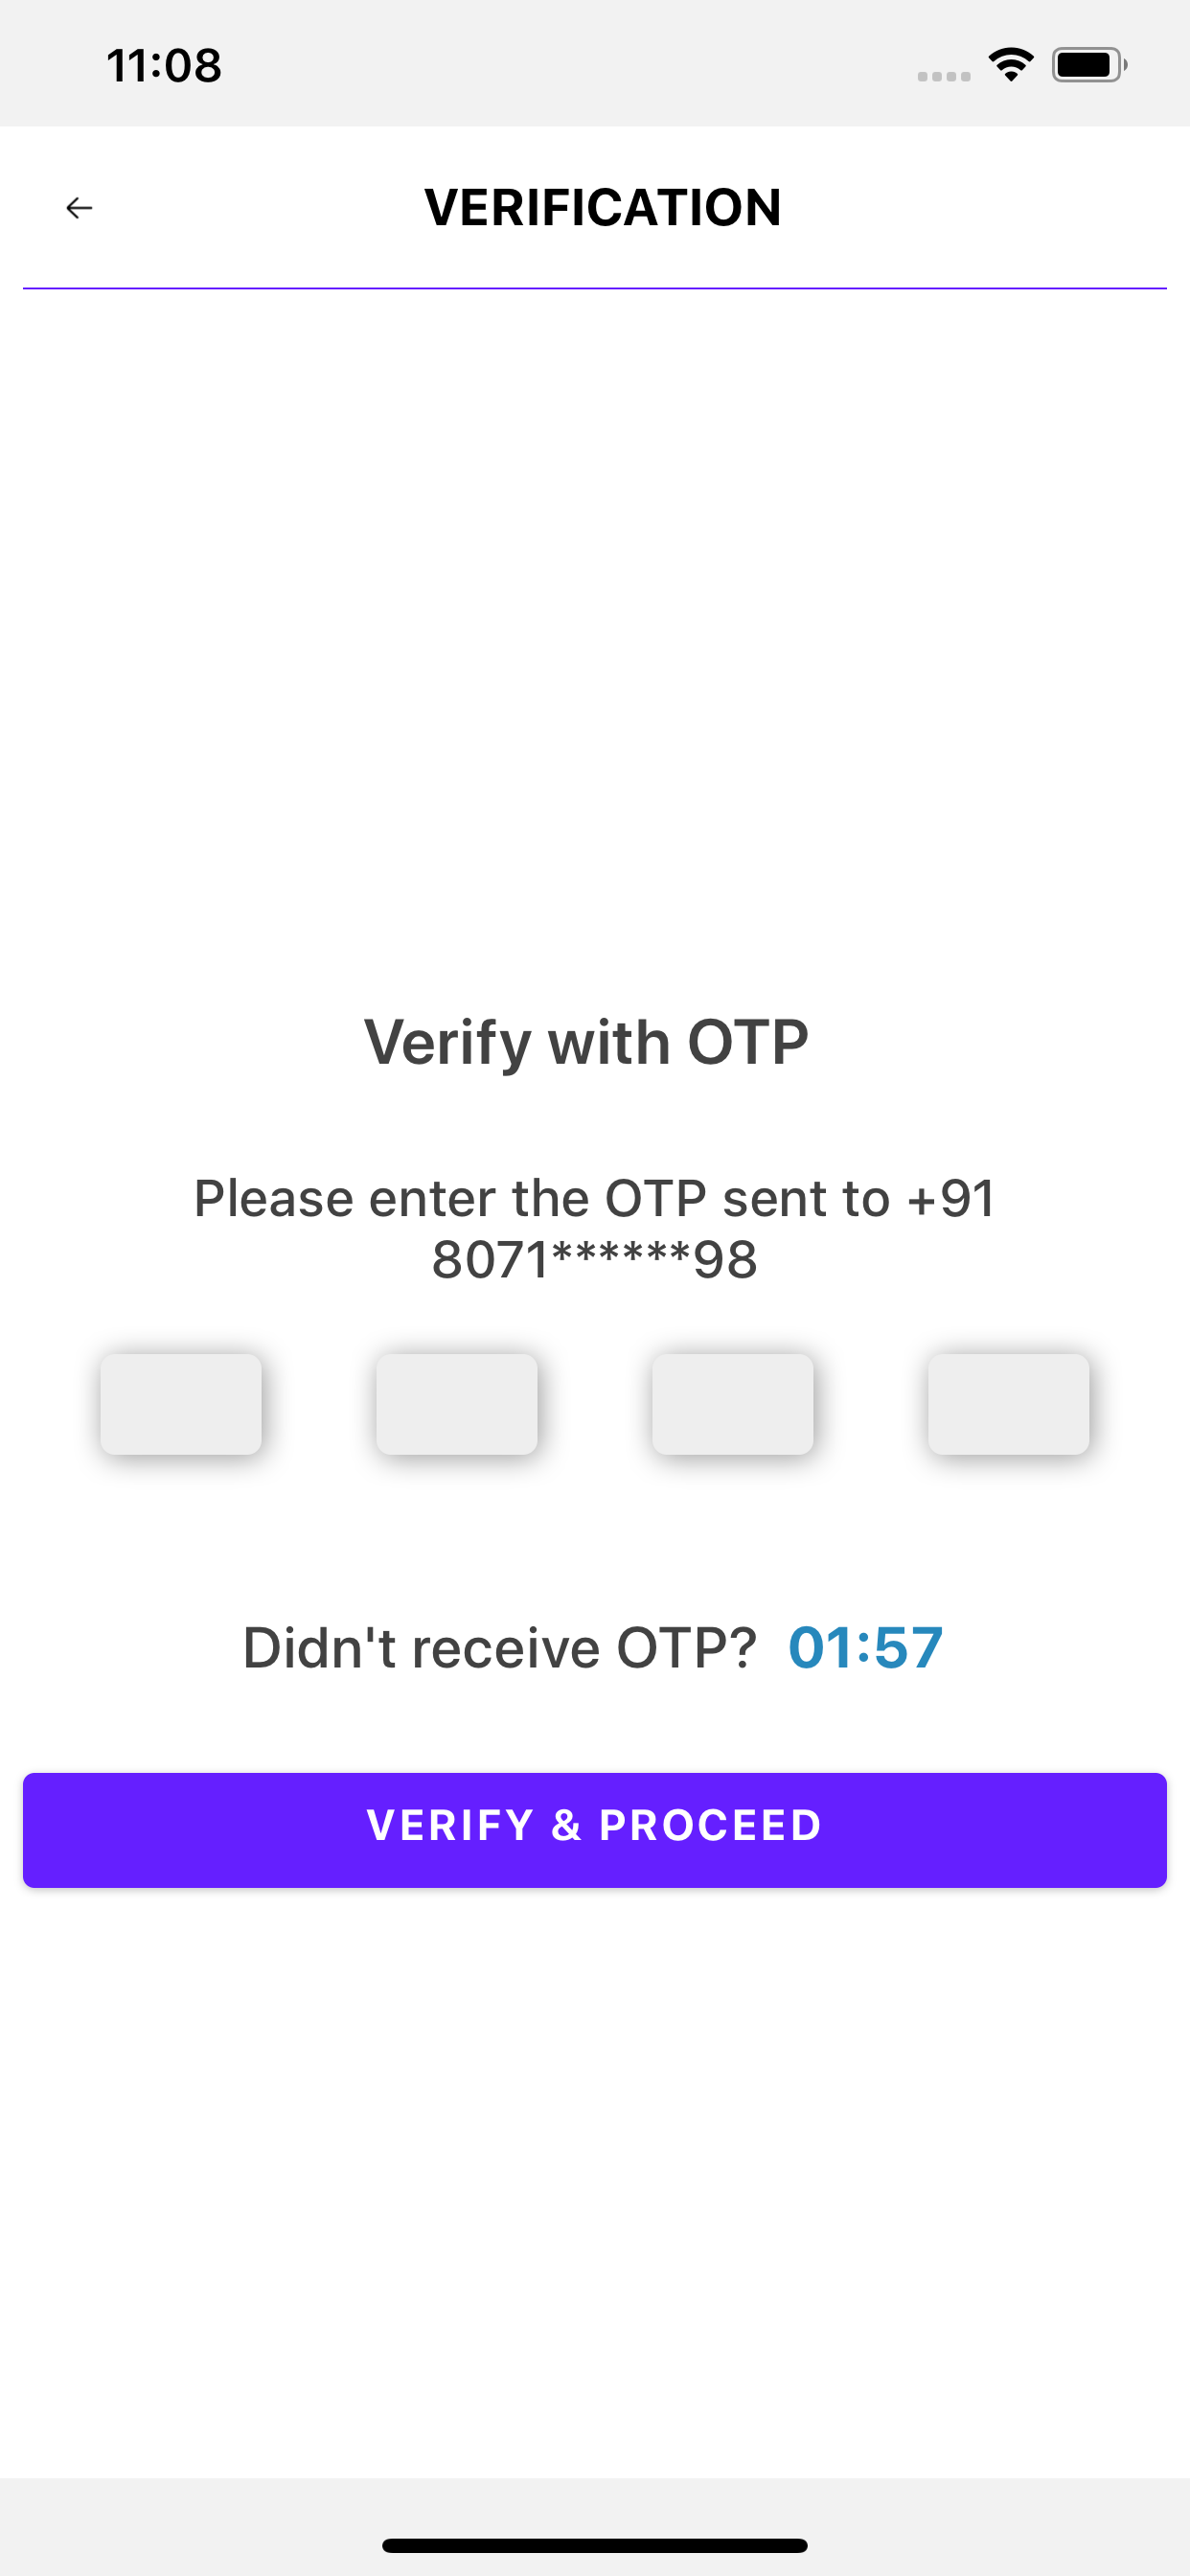 11:08
VERIFICATION
Verify with OTP
Please enter the OTP sent to +91
8071******98
Didn't receive OTP? 01:57
VERIFY & PROCEED